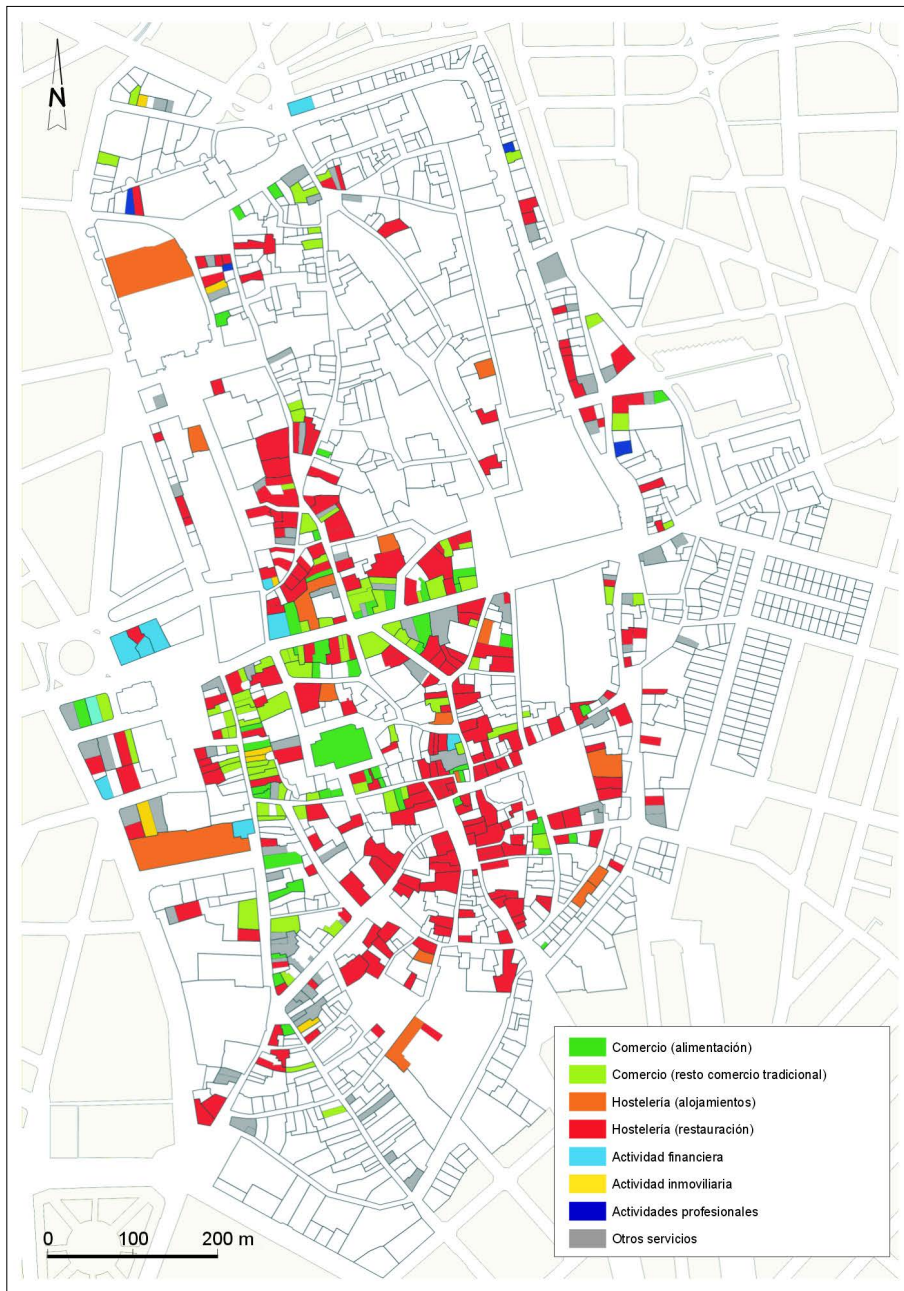 N
Comercio (alimentación)
Comercio (resto comercio tradicional)
Hostelería (alojamientos)
Hostelería (restauración)
Actividad financiera
Actividad inmoviliaria
Actividades profesionales
Otros servicios
0 100 200 m